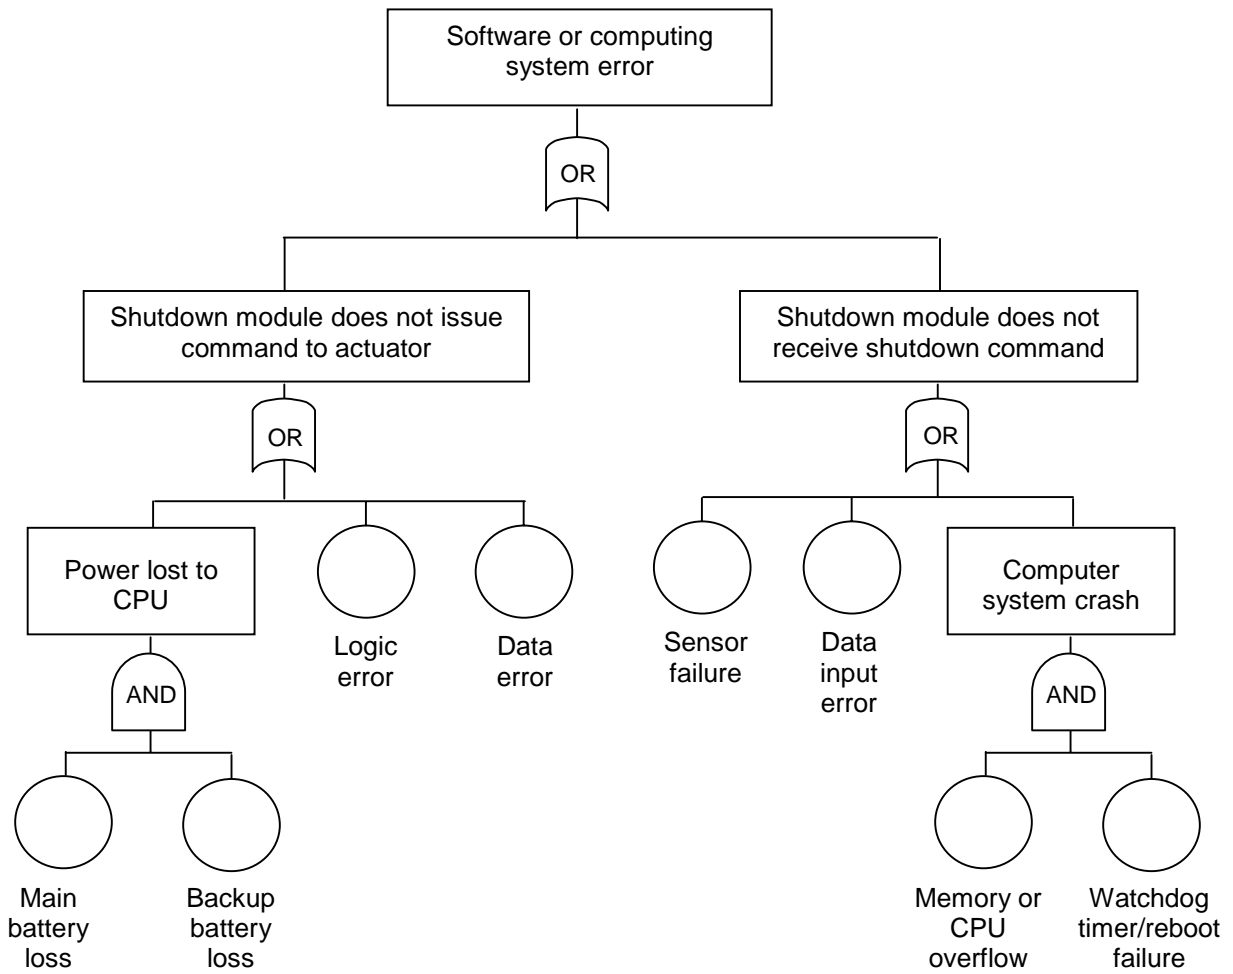 Software or computing
system error
OR
Shutdown module does not issue
command to actuator
Shutdown module does not
receive shutdown command
OR
OR
Power lost to
CPU
Logic
error
Data
error
Sensor
failure
Data
input
error
Computer
system crash
AND
AND
Main
battery
loss
Backup
battery
loss
Memory or
CPU
overflow
Watchdog
timer/reboot
failure